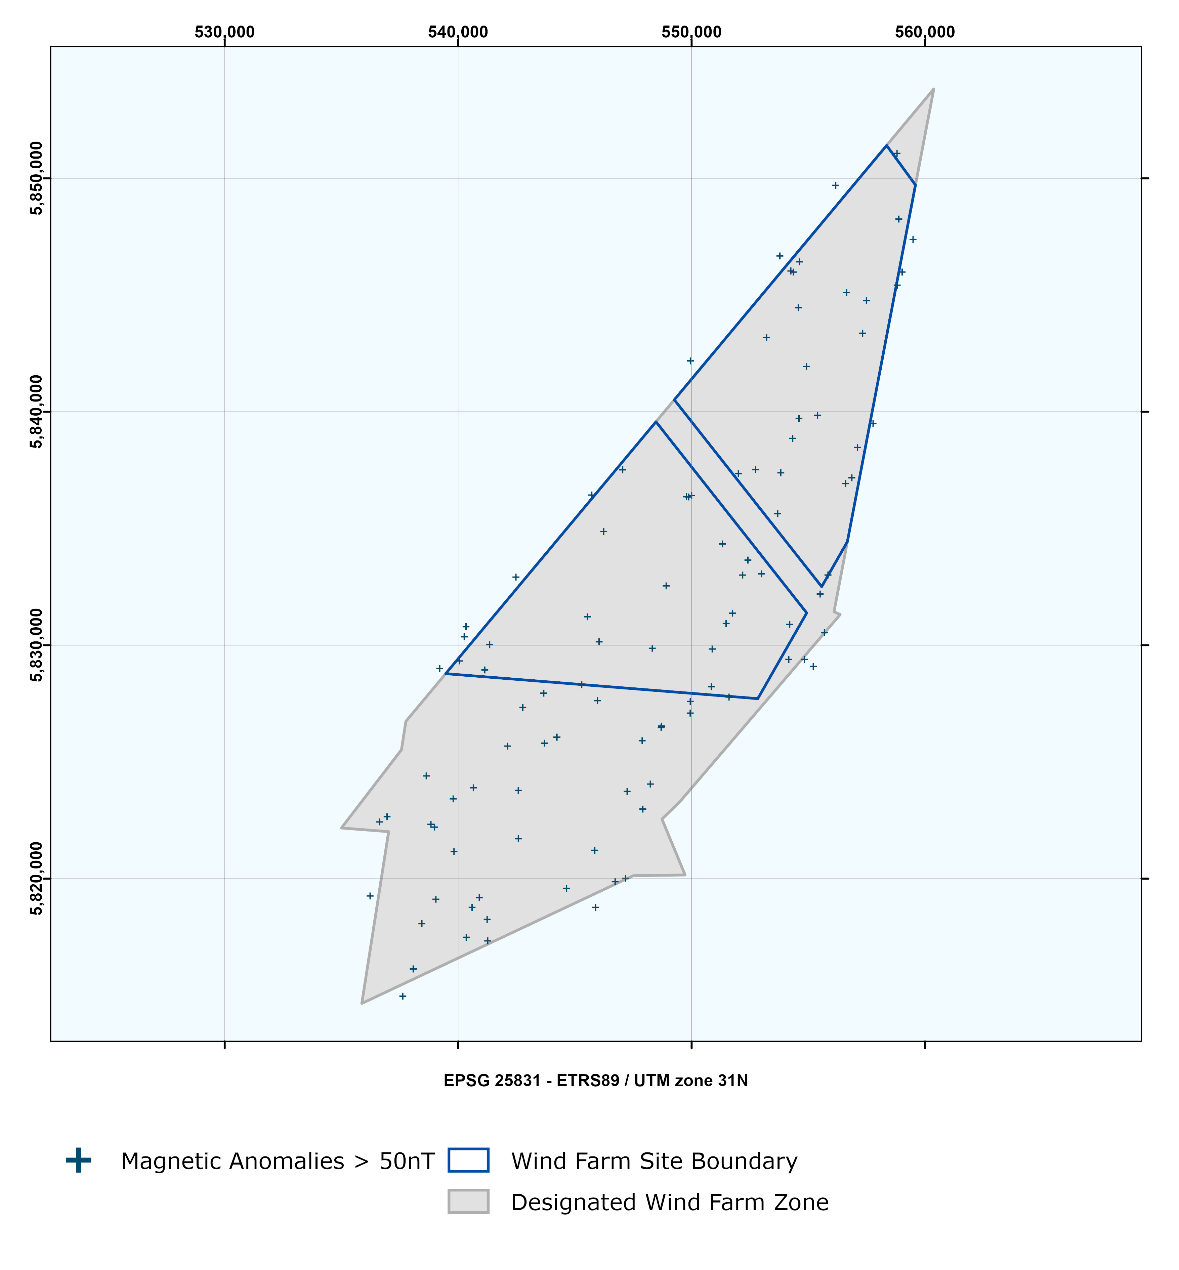 530,000 540,000 550,000 560,000
5,850,000
5,840,000
5,830,000
5,820,000
EPSG 25831 - ETRS89 / UTM zone 31N
Magnetic Anomalies > 50nT Wind Farm Site Boundary
Designated Wind Farm Zone